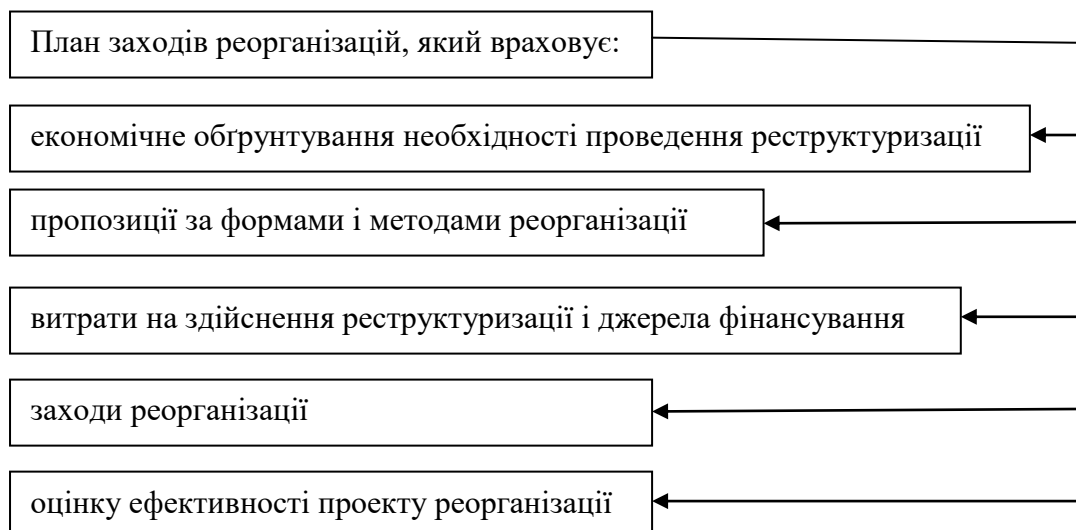 План заходів реорганізацій, який враховує:
економічне обґрунтування необхідності проведення реструктуризації
пропозиції за формами і методами реорганізації
витрати на здійснення реструктуризації і джерела фінансування
заходи реорганізації
оцінку ефективності проекту реорганізації